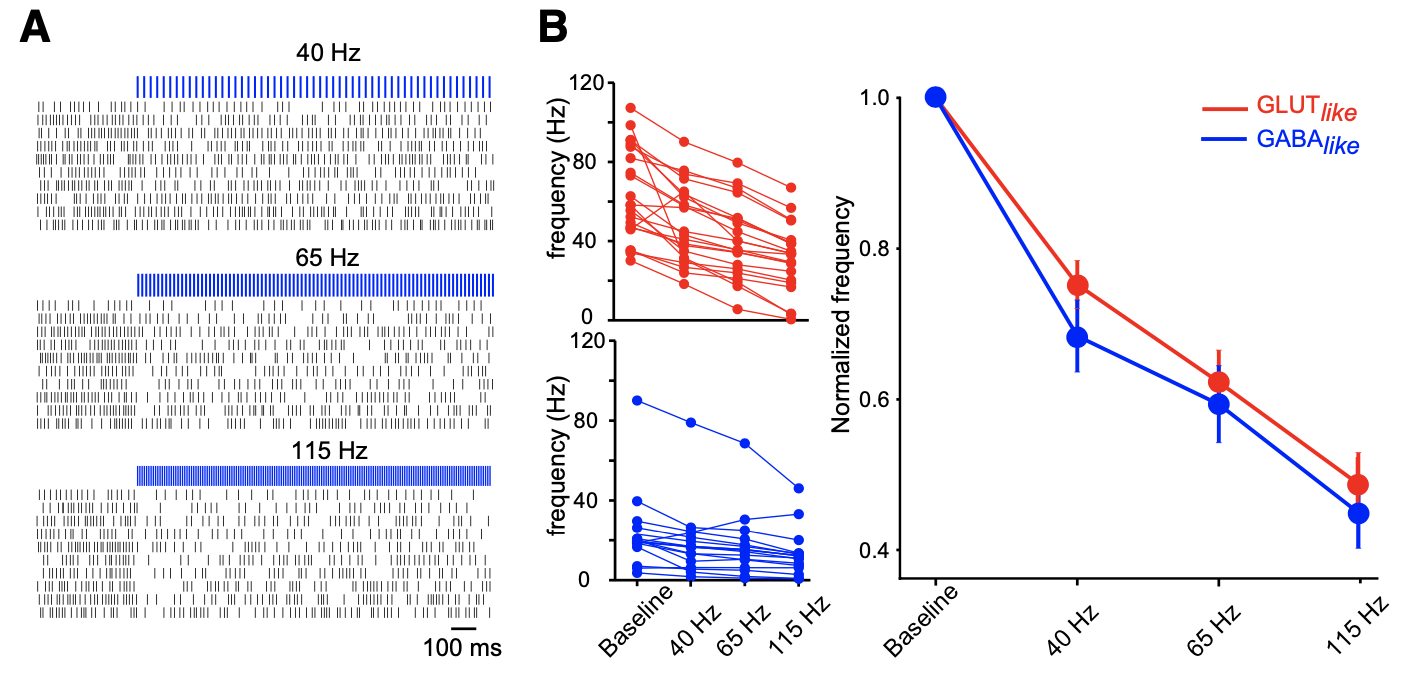 A
40 Hz
65 Hz
115 Hz
100 ms
B
120
80
40
0
frequency (Hz)
120
80
40
0
frequency (Hz)
Baseline
40 Hz
65 Hz
115 Hz
1.0
0.8
0.6
0.4
Normalized frequency
GLUTlike
GABAlike
Baseline
40 Hz
65 Hz
115 Hz